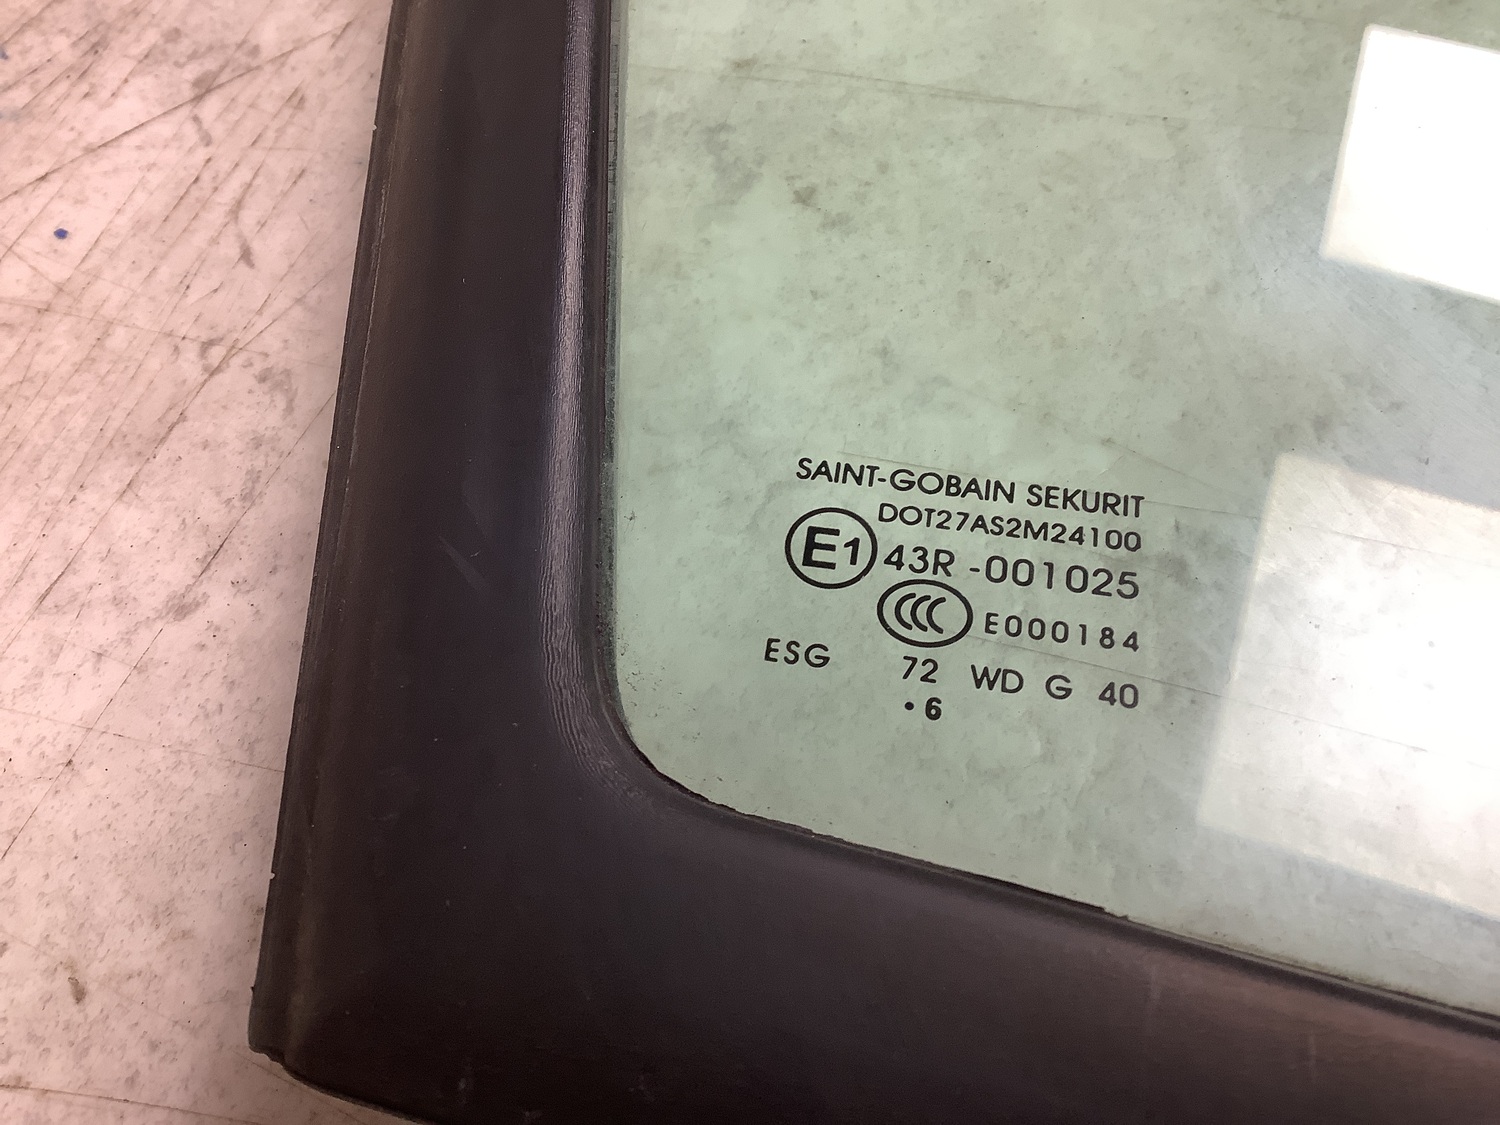 SAINT-GOBAIN SEKURIT
DOT27AS2M24100
E1 43R -001025
CCC E000184
ESG 72 WD G 40
• 6